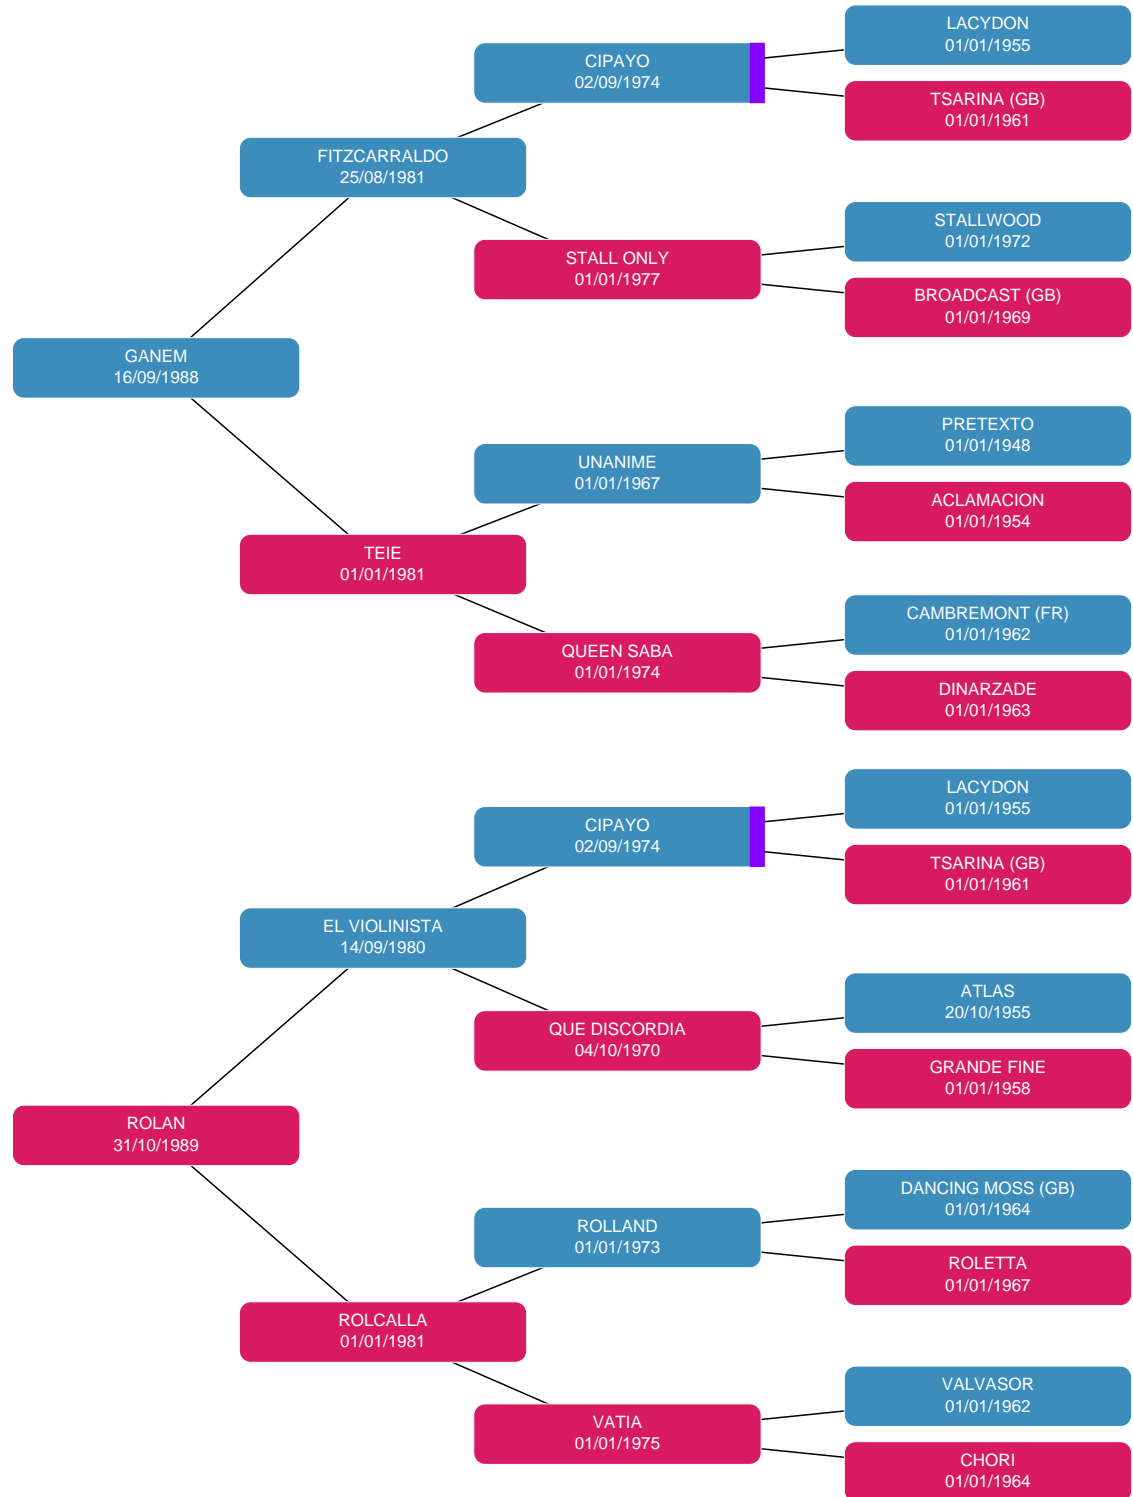 LACYDON
01/01/1955
CIPAYO
02/09/1974
TSARINA (GB)
01/01/1961
FITZCARRALDO
25/08/1981
STALLWOOD
01/01/1972
STALL ONLY
01/01/1977
BROADCAST (GB)
01/01/1969
GANEM
16/09/1988
PRETEXTO
01/01/1948
UNANIME
01/01/1967
ACLAMACION
01/01/1954
TEIE
01/01/1981
CAMBREMONT (FR)
01/01/1962
QUEEN SABA
01/01/1974
DINARZADE
01/01/1963
LACYDON
01/01/1955
CIPAYO
02/09/1974
TSARINA (GB)
01/01/1961
EL VIOLINISTA
14/09/1980
ATLAS
20/10/1955
QUE DISCORDIA
04/10/1970
GRANDE FINE
01/01/1958
ROLAN
31/10/1989
DANCING MOSS (GB)
01/01/1964
ROLLAND
01/01/1973
ROLETTA
01/01/1967
ROLCALLA
01/01/1981
VALVASOR
01/01/1962
VATIA
01/01/1975
CHORI
01/01/1964